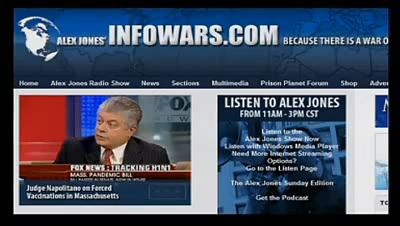 ALEX JONES' INFOWARS.COM BECAUSE THERE IS A WAR O
Home Alex Jones Radio Show News Sections Multimedia Prison Planet Forum Shop Adver
FOX NEWS: TRACKING H1N1
MASS. PANDEMIC BILL
Judge Napolitano on Forced
Vaccinations in Massachusetts
LISTEN TO ALEX JONES
FROM 11AM - 3PM CST
Listen to the
Alex Jones Show Now
Listen with Windows Media Player
Need More Internet Streaming
Options?
Go to the Listen Page
The Alex Jones Sunday Edition
Get the Podcast